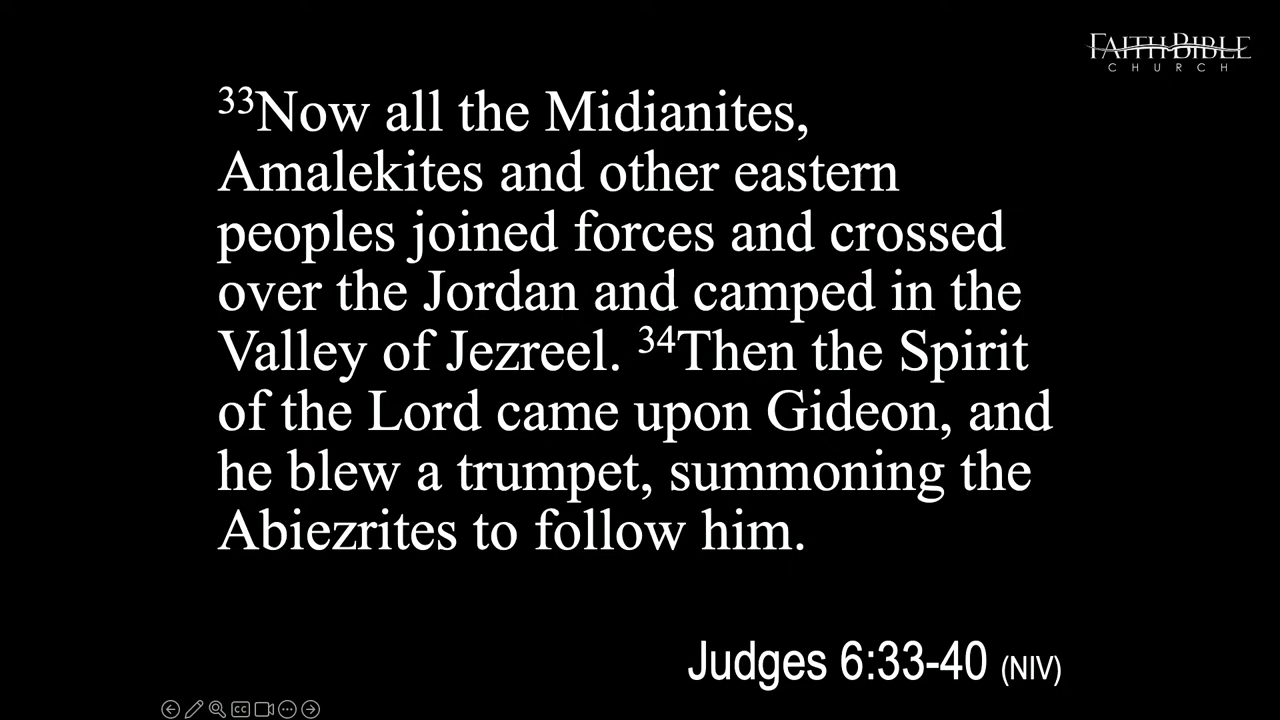 FAITH BIBLE
CHURCH
33Now all the Midianites,
Amalekites and other eastern
peoples joined forces and crossed
over the Jordan and camped in the
Valley of Jezreel. 34Then the Spirit
of the Lord came upon Gideon, and
he blew a trumpet, summoning the
Abiezrites to follow him.
Judges 6:33-40 (NIV)
CC